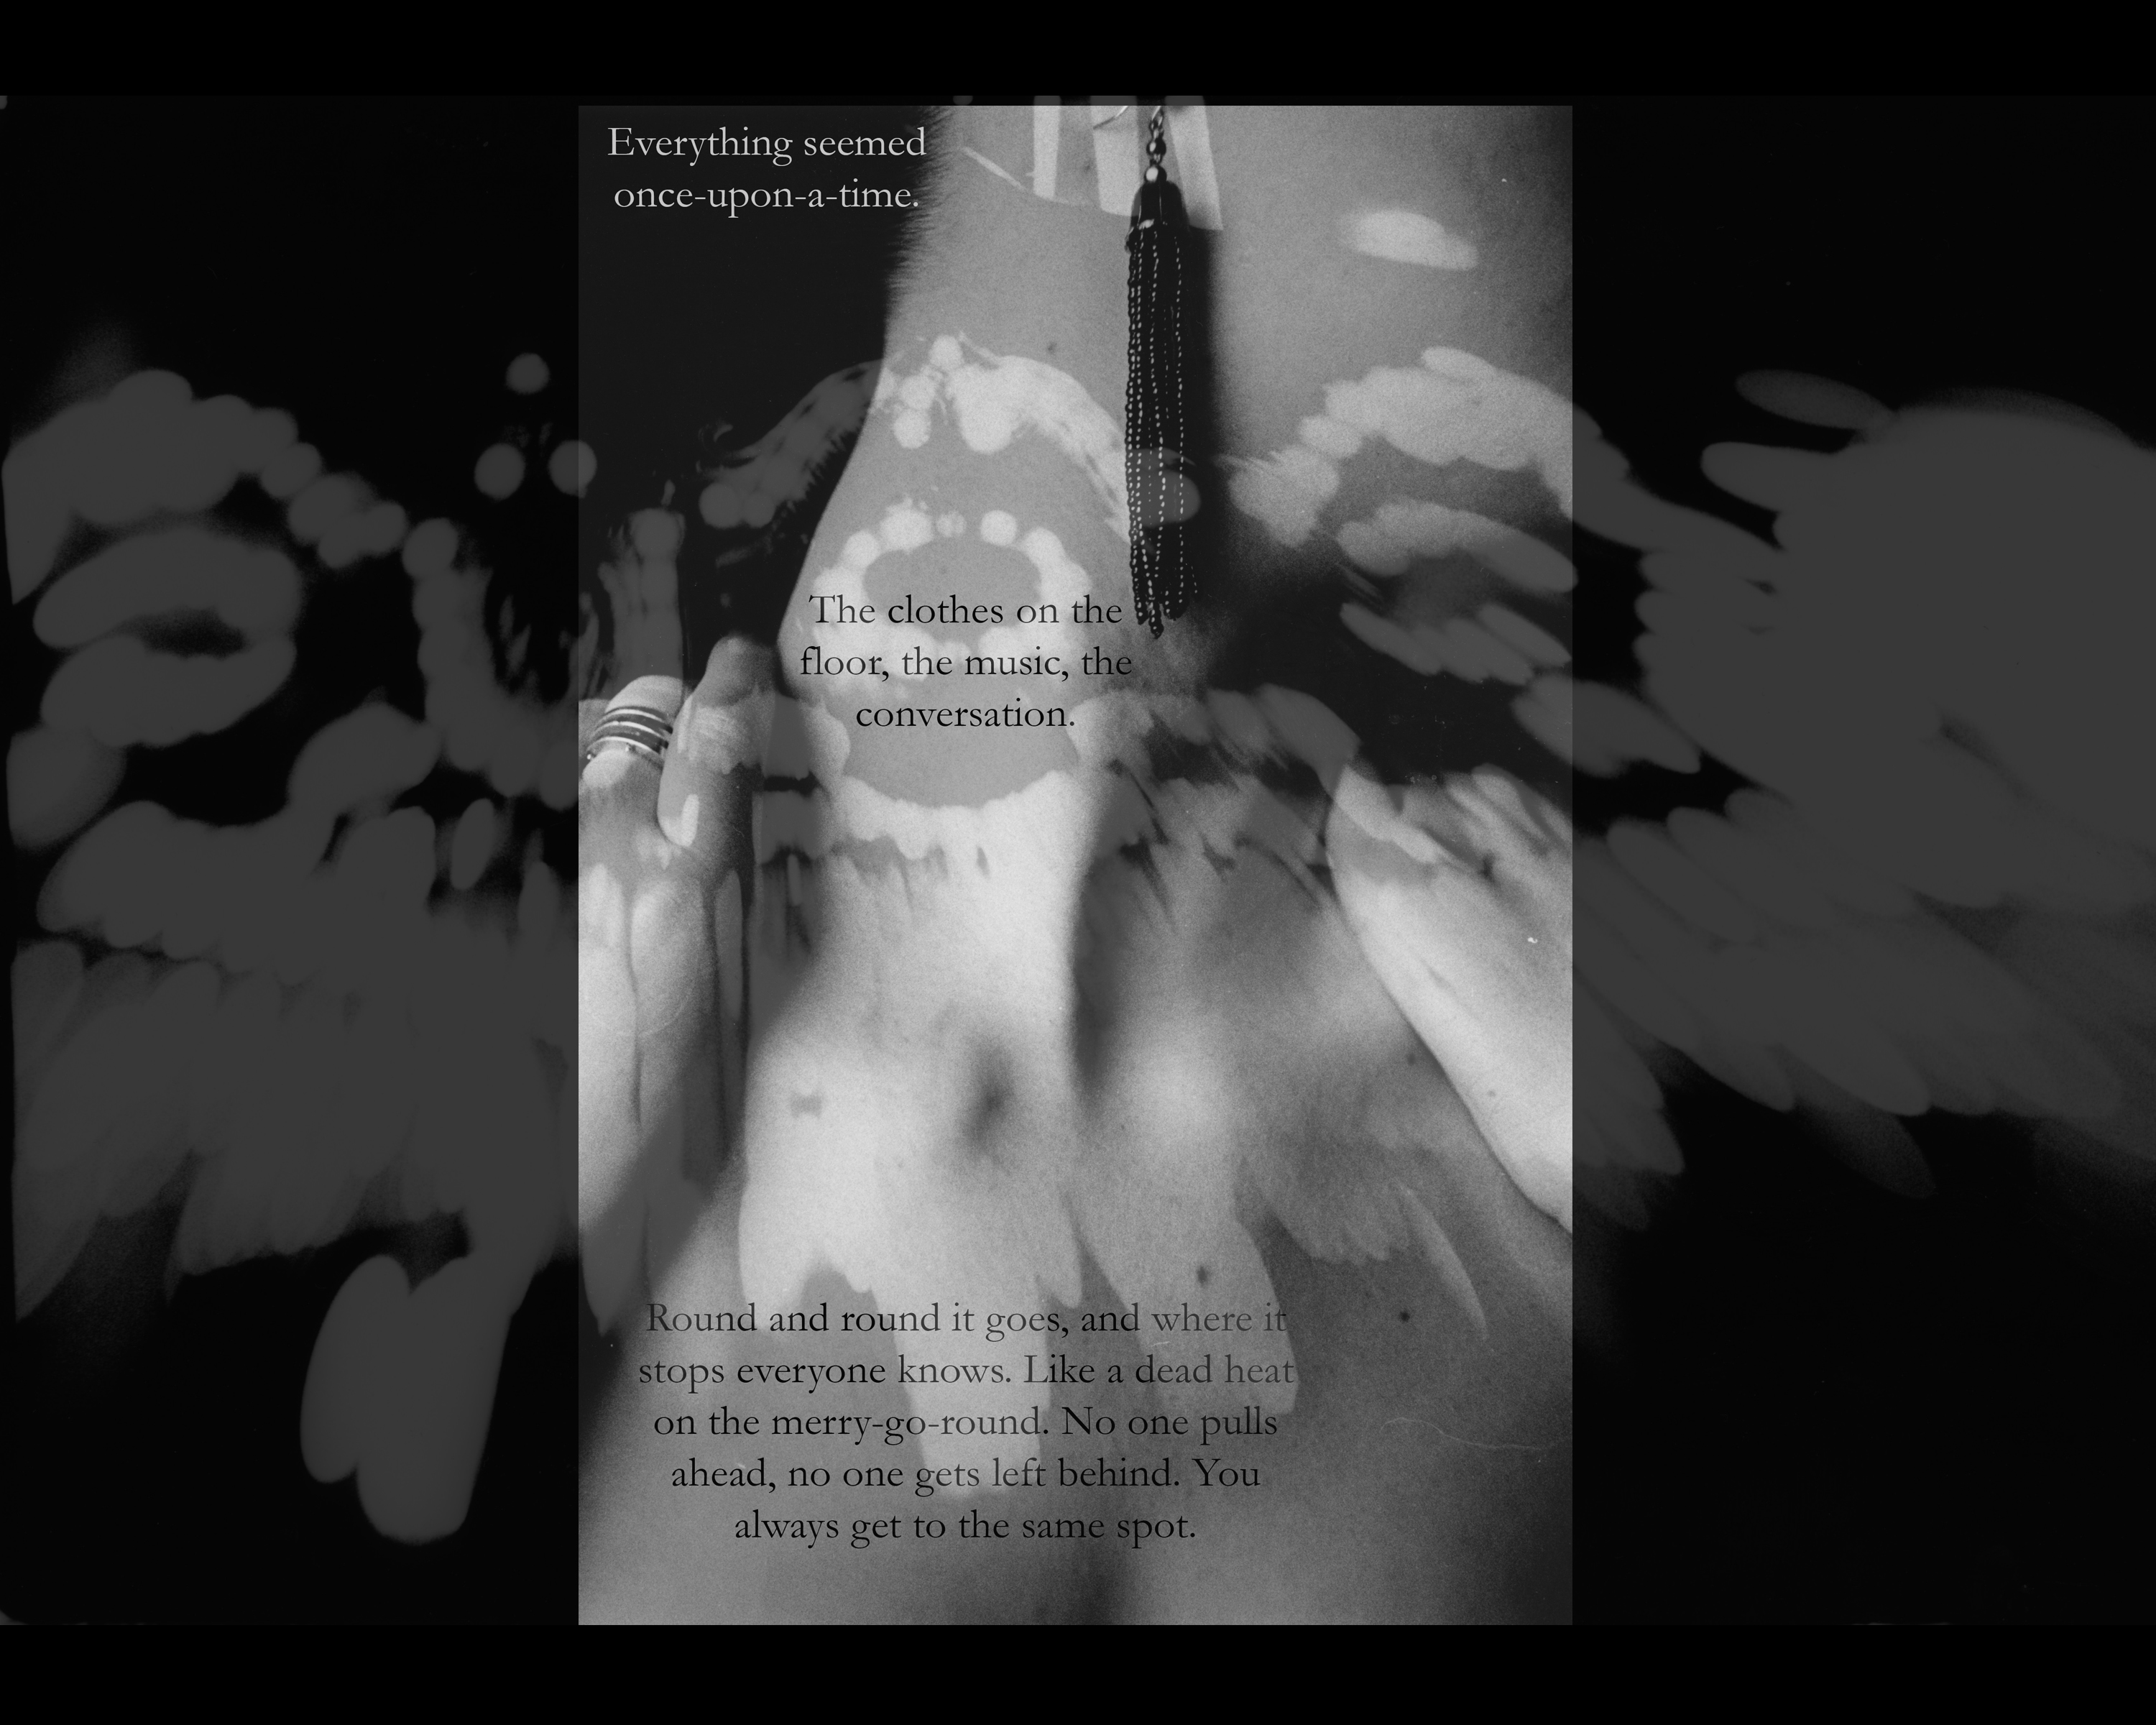 Everything seemed
once-upon-a-time.
The clothes on the
floor, the music, the
conversation.
Round and round it goes, and where it
stops everyone knows. Like a dead heat
on the merry-go-round. No one pulls
ahead, no one gets left behind. You
always get to the same spot.